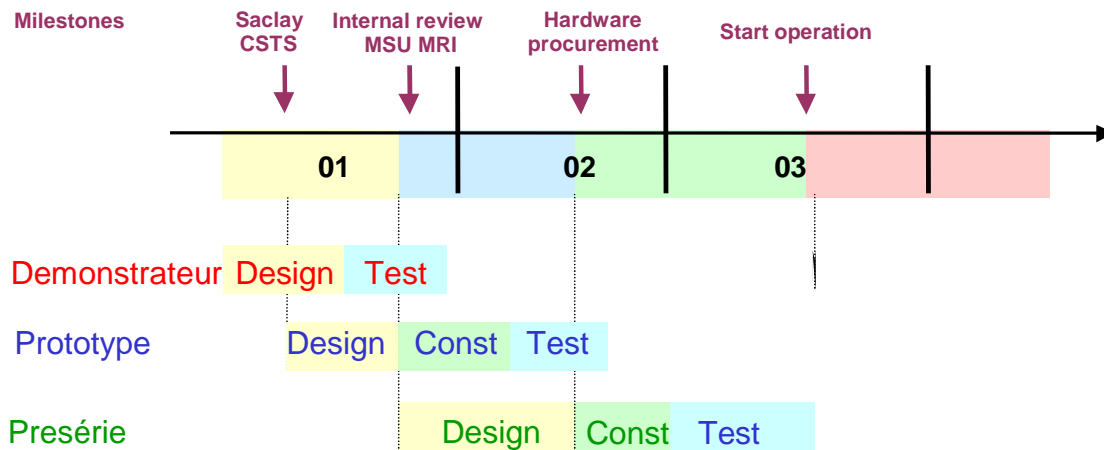 Milestones
Saclay
CSTS
Internal review
MSU MRI
Hardware
procurement
Start operation
01
02
03
Demonstrateur
Design
Test
Prototype
Design
Const
Test
Presérie
Design
Const
Test